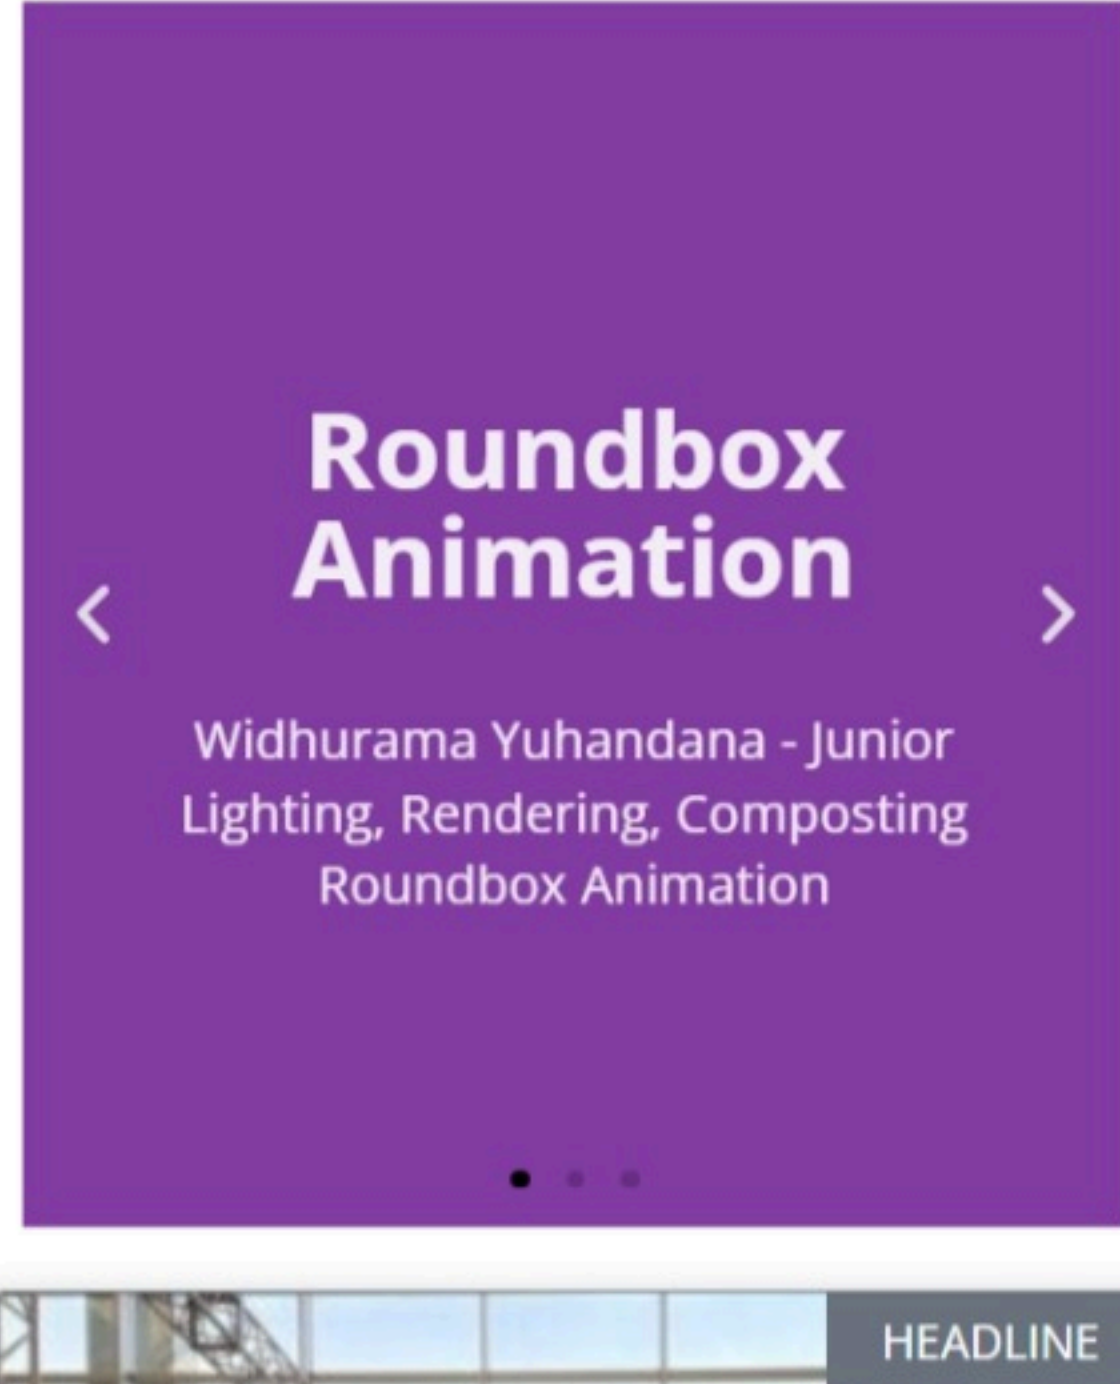 Roundbox
Animation
Widhurama Yuhandana - Junior
Lighting, Rendering, Composting
Roundbox Animation
HEADLINE